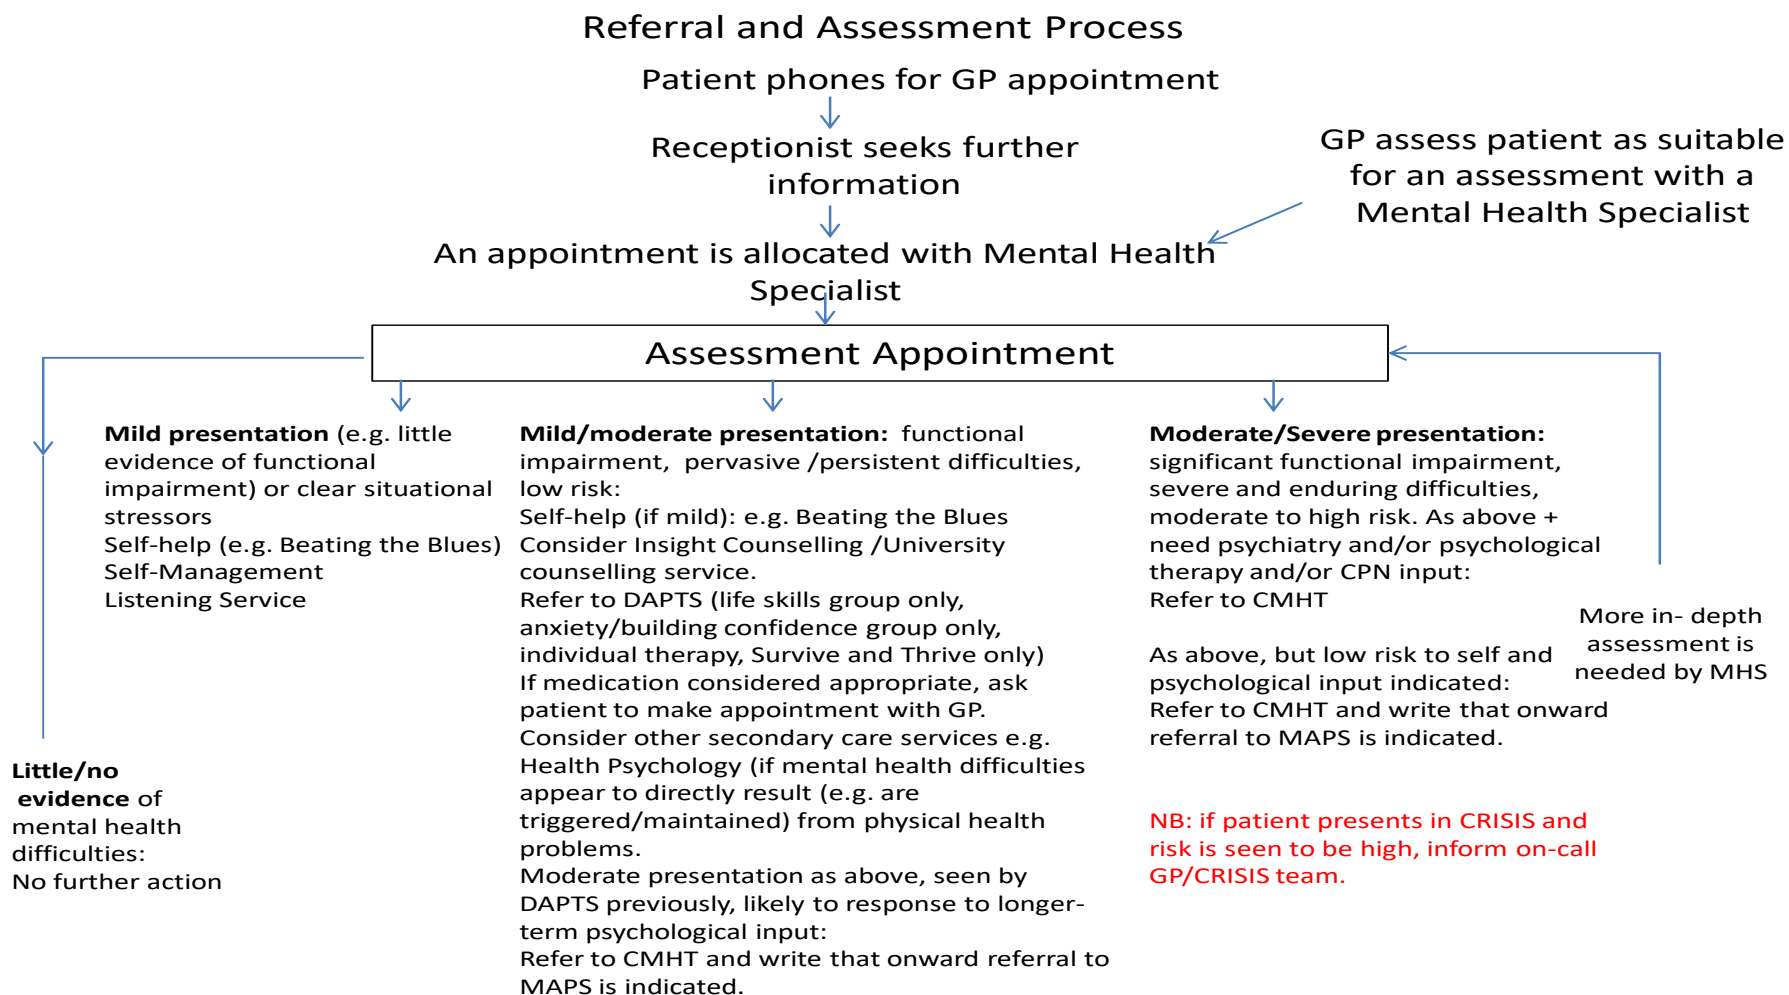 Referral and Assessment Process
Patient phones for GP appointment
Receptionist seeks further
information
GP assess patient as suitable
for an assessment with a
Mental Health Specialist
An appointment is allocated with Mental Health
Specialist
Assessment Appointment
Little/no
evidence of
mental health
difficulties:
No further action
Mild presentation (e.g. little
evidence of functional
impairment) or clear situational
stressors
Self-help (e.g. Beating the Blues)
Self-Management
Listening Service
Mild/moderate presentation: functional
impairment, pervasive /persistent difficulties,
low risk:
Self-help (if mild): e.g. Beating the Blues
Consider Insight Counselling /University
counselling service.
Refer to DAPTS (life skills group only,
anxiety/building confidence group only,
individual therapy, Survive and Thrive only)
If medication considered appropriate, ask
patient to make appointment with GP.
Consider other secondary care services e.g.
Health Psychology (if mental health difficulties
appear to directly result (e.g. are
triggered/maintained) from physical health
problems.
Moderate presentation as above, seen by
DAPTS previously, likely to response to longer-
term psychological input:
Refer to CMHT and write that onward referral to
MAPS is indicated.
Moderate/Severe presentation:
significant functional impairment,
severe and enduring difficulties,
moderate to high risk. As above +
need psychiatry and/or psychological
therapy and/or CPN input:
Refer to CMHT
As above, but low risk to self and
psychological input indicated:
Refer to CMHT and write that onward
referral to MAPS is indicated.
NB: if patient presents in CRISIS and
risk is seen to be high, inform on-call
GP/CRISIS team.
More in- depth
assessment is
needed by MHS